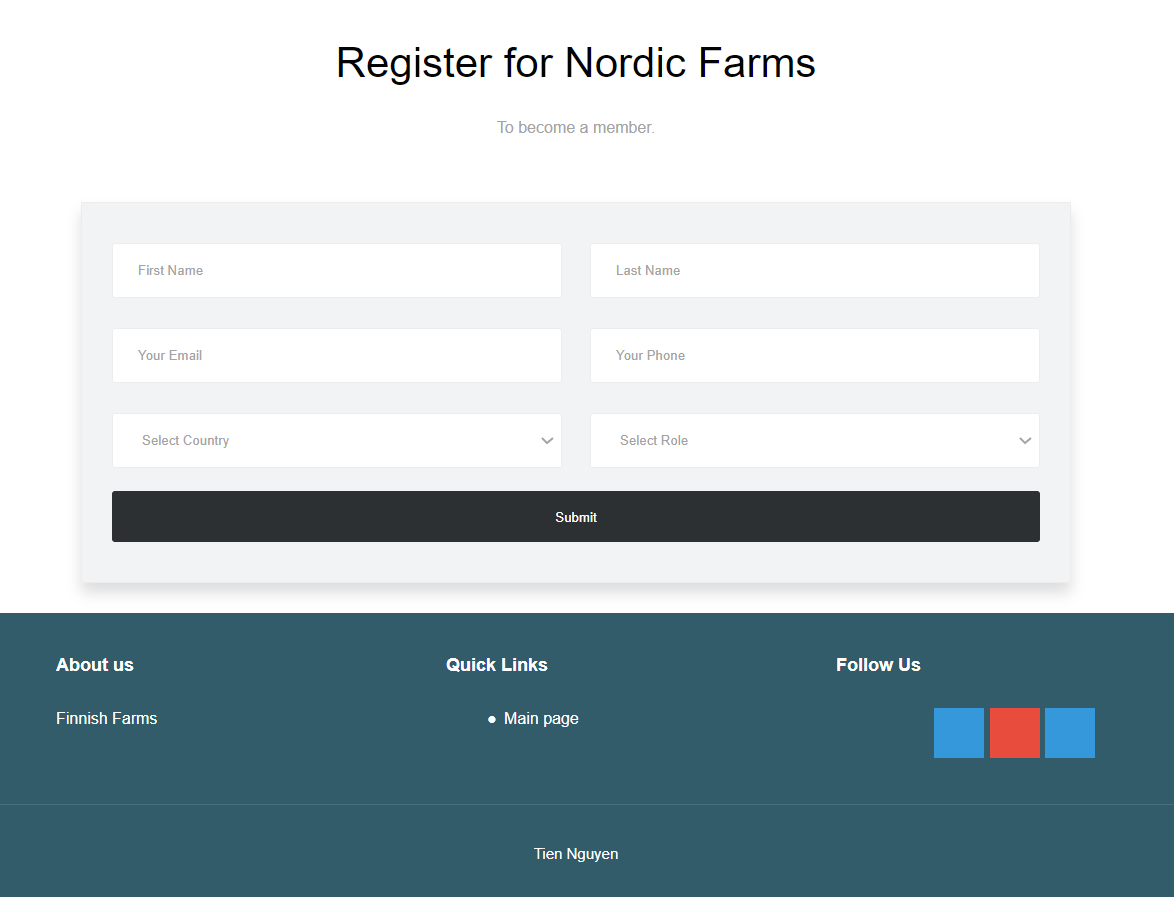 Register for Nordic Farms
To become a member.
First Name
Last Name
Your Email
Your Phone
Select Country
Select Role
Submit
About us
Finnish Farms
Quick Links
Main page
Follow Us
Tien Nguyen